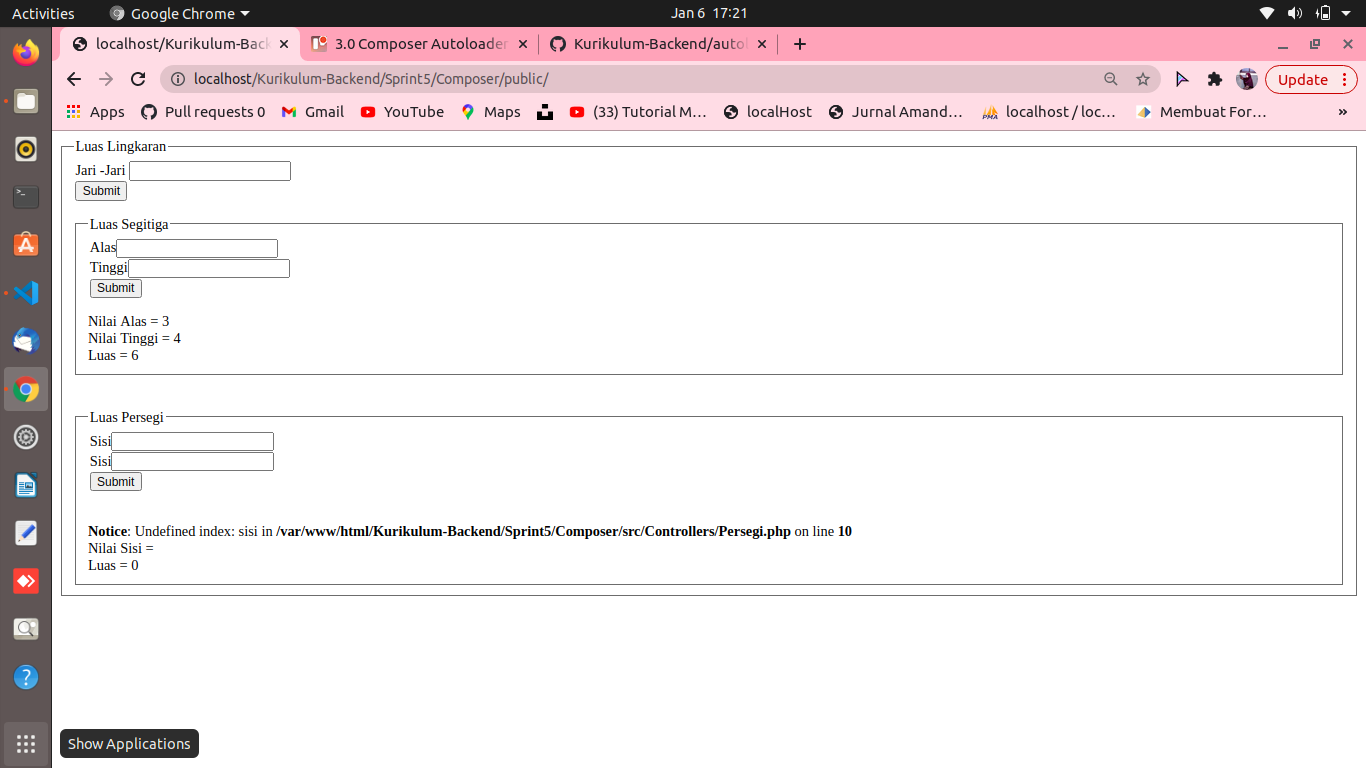 Activities Google Chrome Jan 6 17:21
localhost/Kurikulum-Back 3.0 Composer Autoloader Kurikulum-Backend/autol
localhost/Kurikulum-Backend/Sprint5/Composer/public/ Update
Apps Pull requests 0 Gmail YouTube Maps (33) Tutorial M... localHost Jurnal Amand... PMA localhost / loc... Membuat For... »
Luas Lingkaran
Jari -Jari
Submit
Luas Segitiga
Alas
Tinggi
Submit
Nilai Alas = 3
Nilai Tinggi = 4
Luas = 6
Luas Persegi
Sisi
Sisi
Submit
Notice: Undefined index: sisi in /var/www/html/Kurikulum-Backend/Sprint5/Composer/src/Controllers/Persegi.php on line 10
Nilai Sisi =
Luas = 0
Show Applications